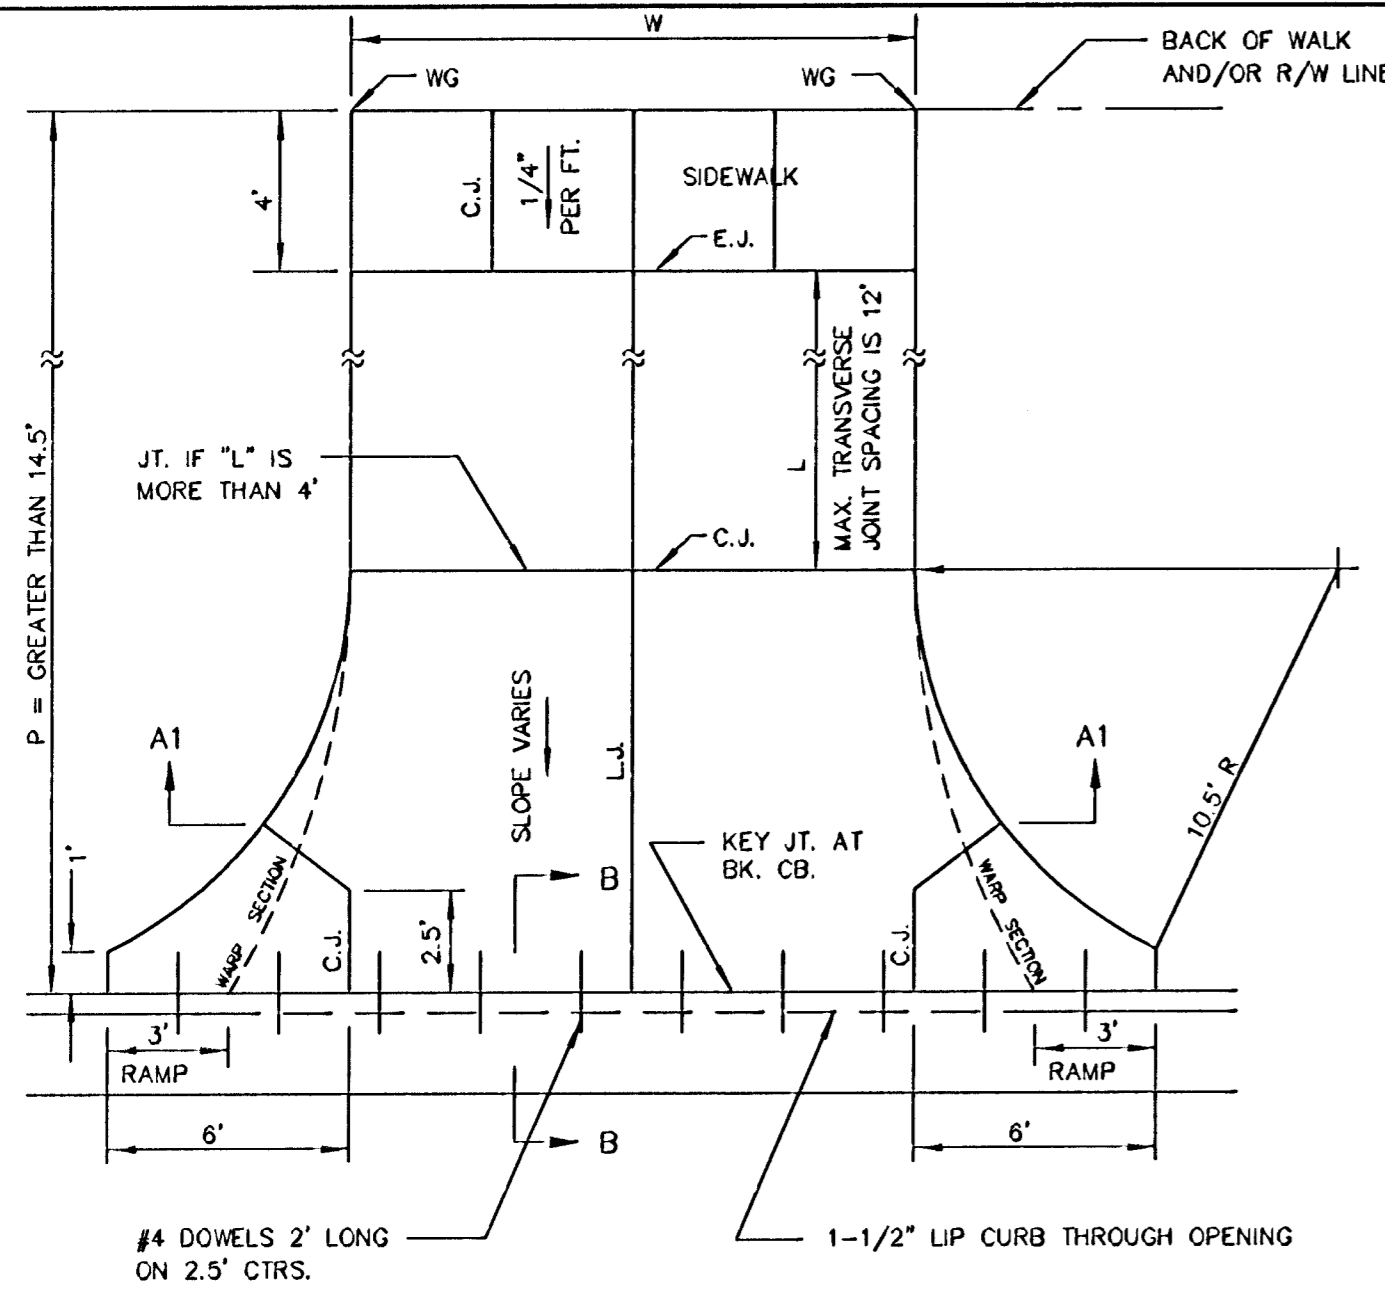 W
BACK OF WALK
AND/OR R/W LINE
WG
WG
4'
C.J.
1/4"
PER FT.
SIDEWALK
E.J.
P = GREATER THAN 14.5'
L
MAX. TRANSVERSE
JOINT SPACING IS 12'
JT. IF "L" IS
MORE THAN 4'
C.J.
A1
SLOPE VARIES
L.J.
A1
10.5' R
1'
WARP SECTION
C.J.
2.5'
B
KEY JT. AT
BK. CB.
C.J.
WARP SECTION
3'
RAMP
3'
RAMP
6'
B
6'
#4 DOWELS 2' LONG
ON 2.5' CTRS.
1-1/2" LIP CURB THROUGH OPENING